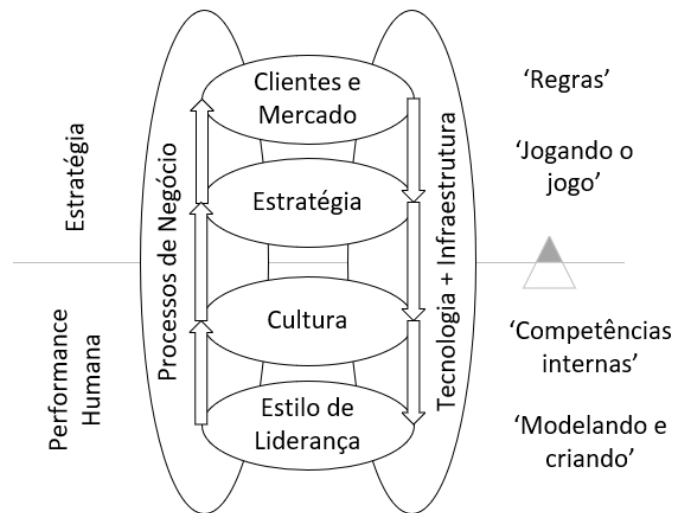 Estratégia
Performance
Humana
Processos de Negócio
Clientes e
Mercado
Estratégia
Cultura
Estilo de
Liderança
Tecnologia + Infraestrutura
‘Regras’
‘Jogando o
jogo’
‘Competências
internas’
‘Modelando e
criando’